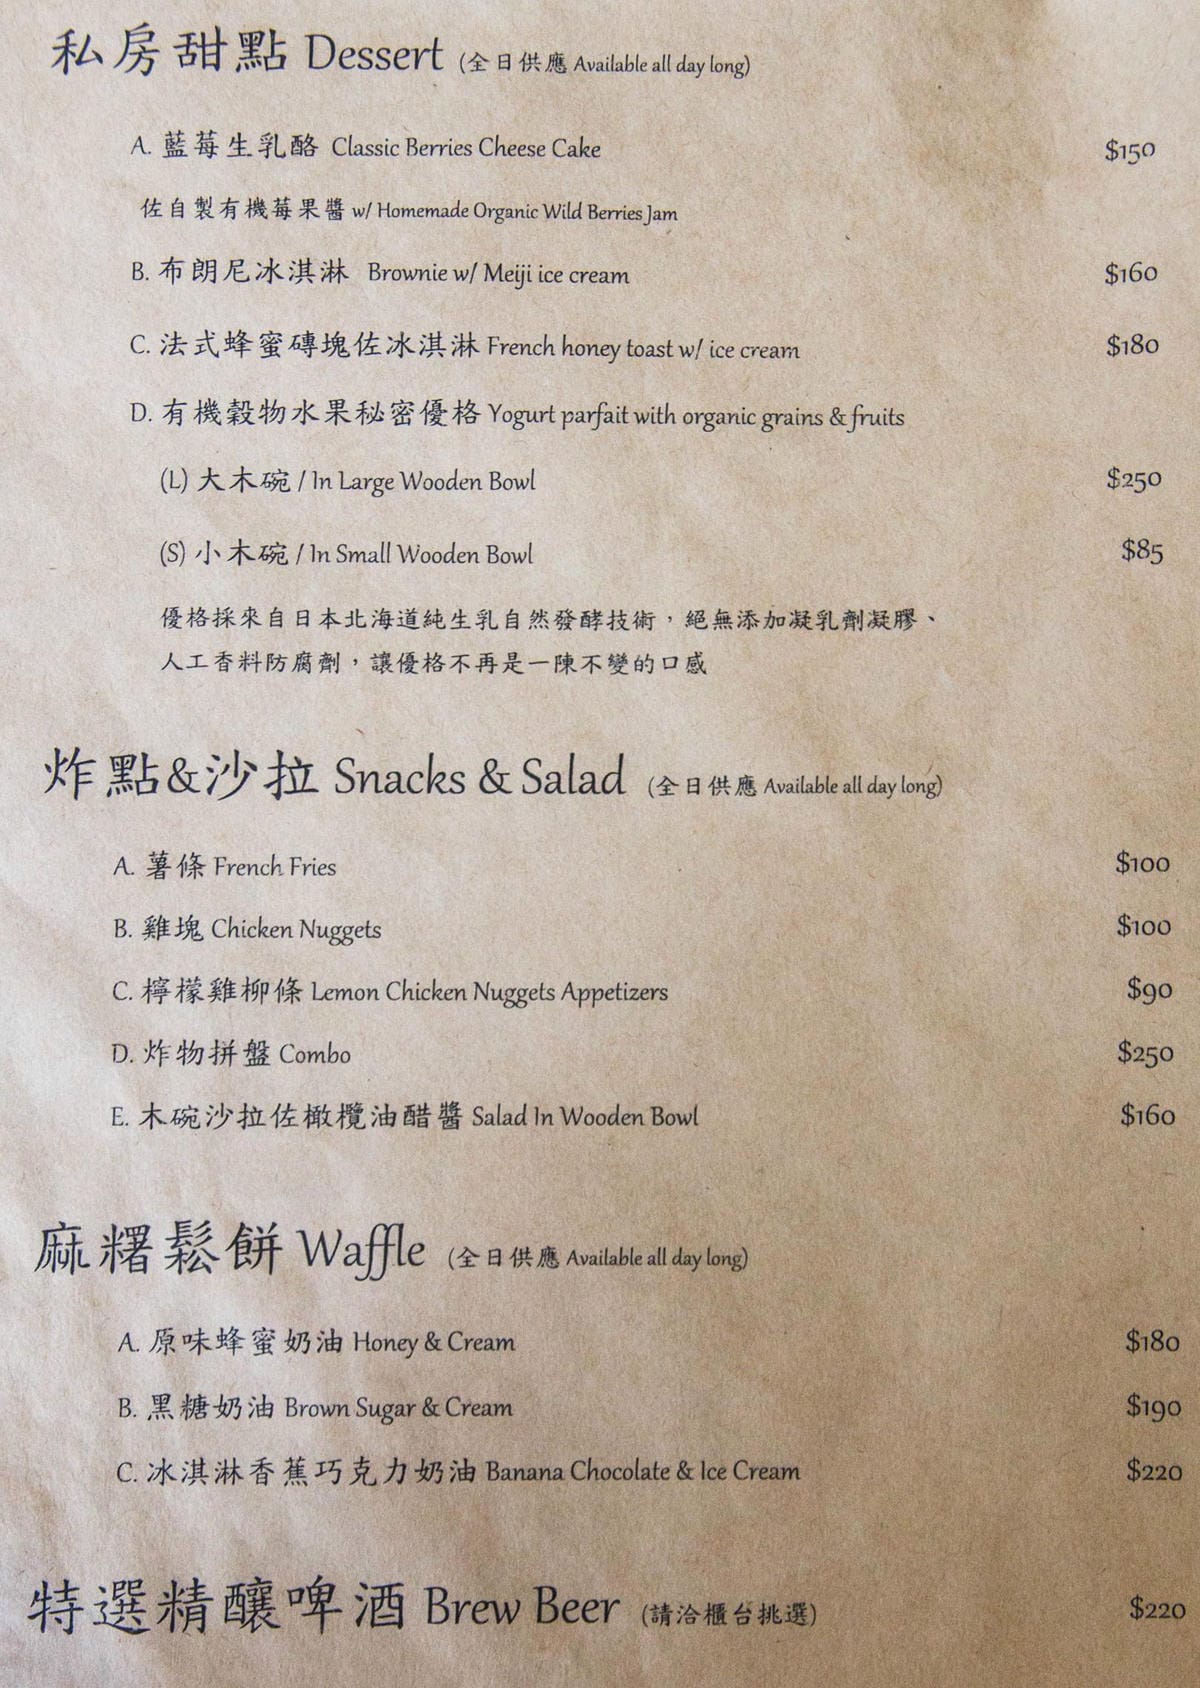 私房甜點 Dessert (全日供應 Available all day long)
A. 藍莓生乳酪 Classic Berries Cheese Cake $150
佐自製有機莓果醬 w/ Homemade Organic Wild Berries Jam
B. 布朗尼冰淇淋 Brownie w/ Meiji ice cream $160
C. 法式蜂蜜磚塊佐冰淇淋 French honey toast w/ ice cream $180
D. 有機穀物水果秘密優格 Yogurt parfait with organic grains & fruits
(L) 大木碗 / In Large Wooden Bowl $250
(S) 小木碗 / In Small Wooden Bowl $85
優格採來自日本北海道純生乳自然發酵技術，絕無添加凝乳劑凝膠、
人工香料防腐劑，讓優格不再是一陳不變的口感
炸點&沙拉 Snacks & Salad (全日供應 Available all day long)
A. 薯條 French Fries $100
B. 雞塊 Chicken Nuggets $100
C. 檸檬雞柳條 Lemon Chicken Nuggets Appetizers $90
D. 炸物拼盤 Combo $250
E. 木碗沙拉佐橄欖油醋醬 Salad In Wooden Bowl $160
麻糬鬆餅 Waffle (全日供應 Available all day long)
A. 原味蜂蜜奶油 Honey & Cream $180
B. 黑糖奶油 Brown Sugar & Cream $190
C. 冰淇淋香蕉巧克力奶油 Banana Chocolate & Ice Cream $220
特選精釀啤酒 Brew Beer (請洽櫃台挑選) $220